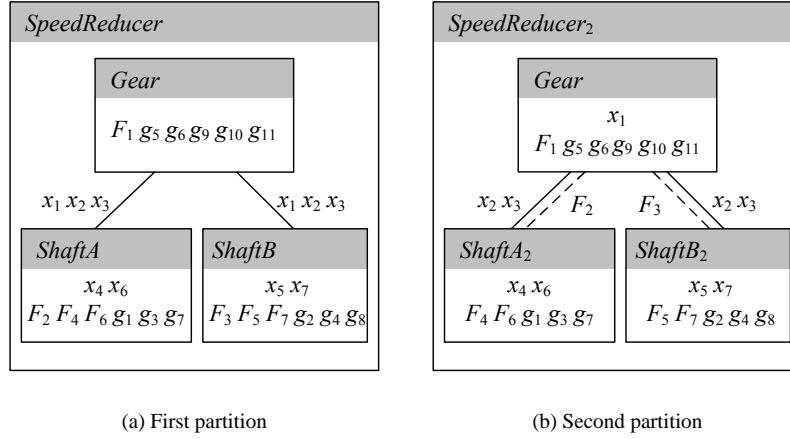 SpeedReducer
Gear
F₁ g₅ g₆ g₉ g₁₀ g₁₁
x₁ x₂ x₃
x₁ x₂ x₃
ShaftA
x₄ x₆
F₂ F₄ F₆ g₁ g₃ g₇
ShaftB
x₅ x₇
F₃ F₅ F₇ g₂ g₄ g₈
(a) First partition
SpeedReducer₂
Gear
x₁
F₁ g₅ g₆ g₉ g₁₀ g₁₁
x₂ x₃
F₂
F₃
x₂ x₃
ShaftA₂
x₄ x₆
F₄ F₆ g₁ g₃ g₇
ShaftB₂
x₅ x₇
F₅ F₇ g₂ g₄ g₈
(b) Second partition